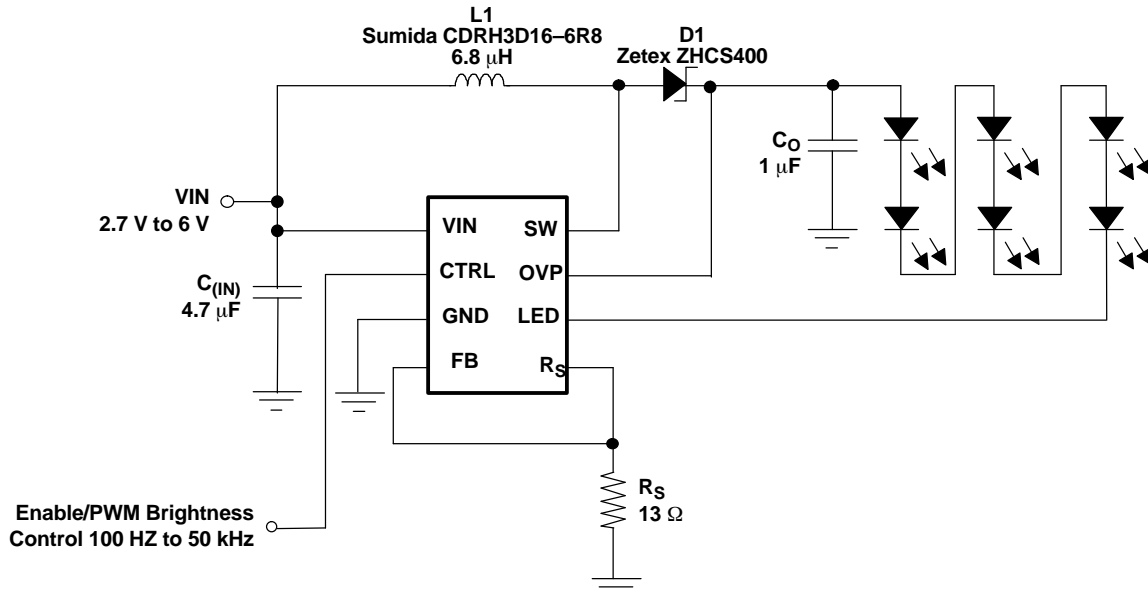 L1
Sumida CDRH3D16–6R8
6.8 μH
D1
Zetex ZHCS400
CO
1 μF
VIN
2.7 V to 6 V
C(IN)
4.7 μF
VIN
SW
CTRL
OVP
GND
LED
FB
RS
RS
13 Ω
Enable/PWM Brightness
Control 100 HZ to 50 kHz